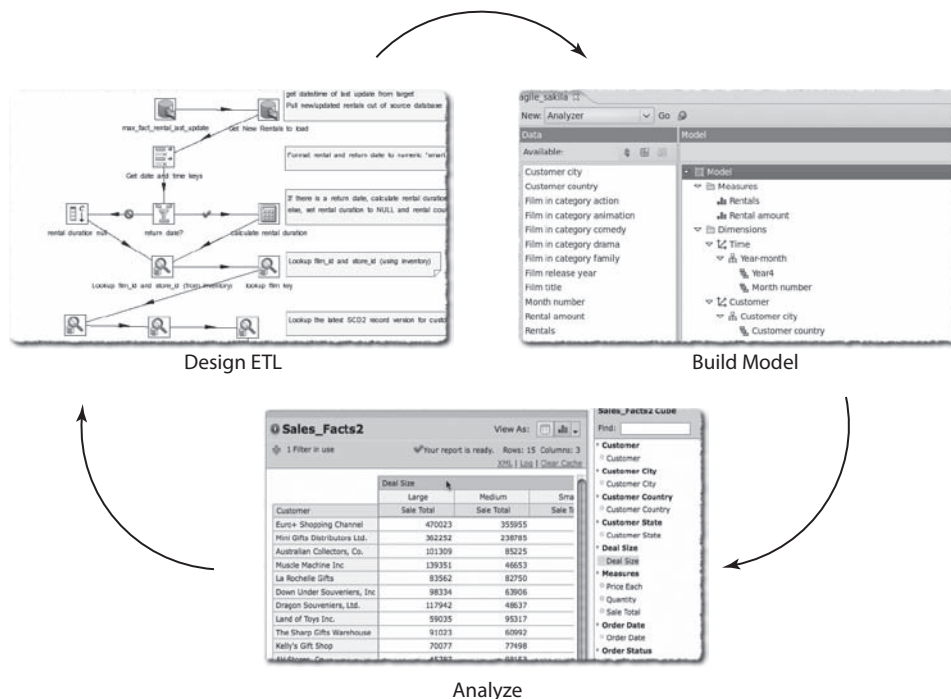 get date/time of last update from target
Pull new/updated rentals out of source database
max_fact_rental_last_update
Get New Rentals to load
Format rental and return date to numeric "smart
Get date and time keys
If there is a return date, calculate rental duration
else, set rental duration to NULL and rental cou
rental duration null
return date?
calculate rental duration
Lookup film_id and store_id (using inventory)
Lookup film_id and store_id (from inventory)
lookup film key
Lookup the latest SCD2 record version for custo
Design ETL
agile_sakila
New: Analyzer Go
Data
Model
Available:
Customer city
Customer country
Film in category action
Film in category animation
Film in category comedy
Film in category drama
Film in category family
Film release year
Film title
Month number
Rental amount
Rentals
Model
Measures
Rentals
Rental amount
Dimensions
Time
Year-month
Year4
Month number
Customer
Customer city
Customer country
Build Model
Sales_Facts2
View As:
1 Filter in use
Your report is ready. Rows: 15 Columns: 3
XML | Log | Clear Cache
Deal Size
Large Medium Sma
Customer Sale Total Sale Total Sale T
Euro+ Shopping Channel 470023 355955
Mini Gifts Distributors Ltd. 362252 238785
Australian Collectors, Co. 101309 85225
Muscle Machine Inc 139351 46653
La Rochelle Gifts 83562 82750
Down Under Souveniers, Inc 98334 63906
Dragon Souveniers, Ltd. 117942 48637
Land of Toys Inc. 59035 95317
The Sharp Gifts Warehouse 91023 60992
Kelly's Gift Shop 70077 77498
Sales_Facts2 Cube
Find:
Customer
Customer
Customer City
Customer City
Customer Country
Customer Country
Customer State
Customer State
Deal Size
Deal Size
Measures
Price Each
Quantity
Sale Total
Order Date
Order Date
Order Status
Analyze